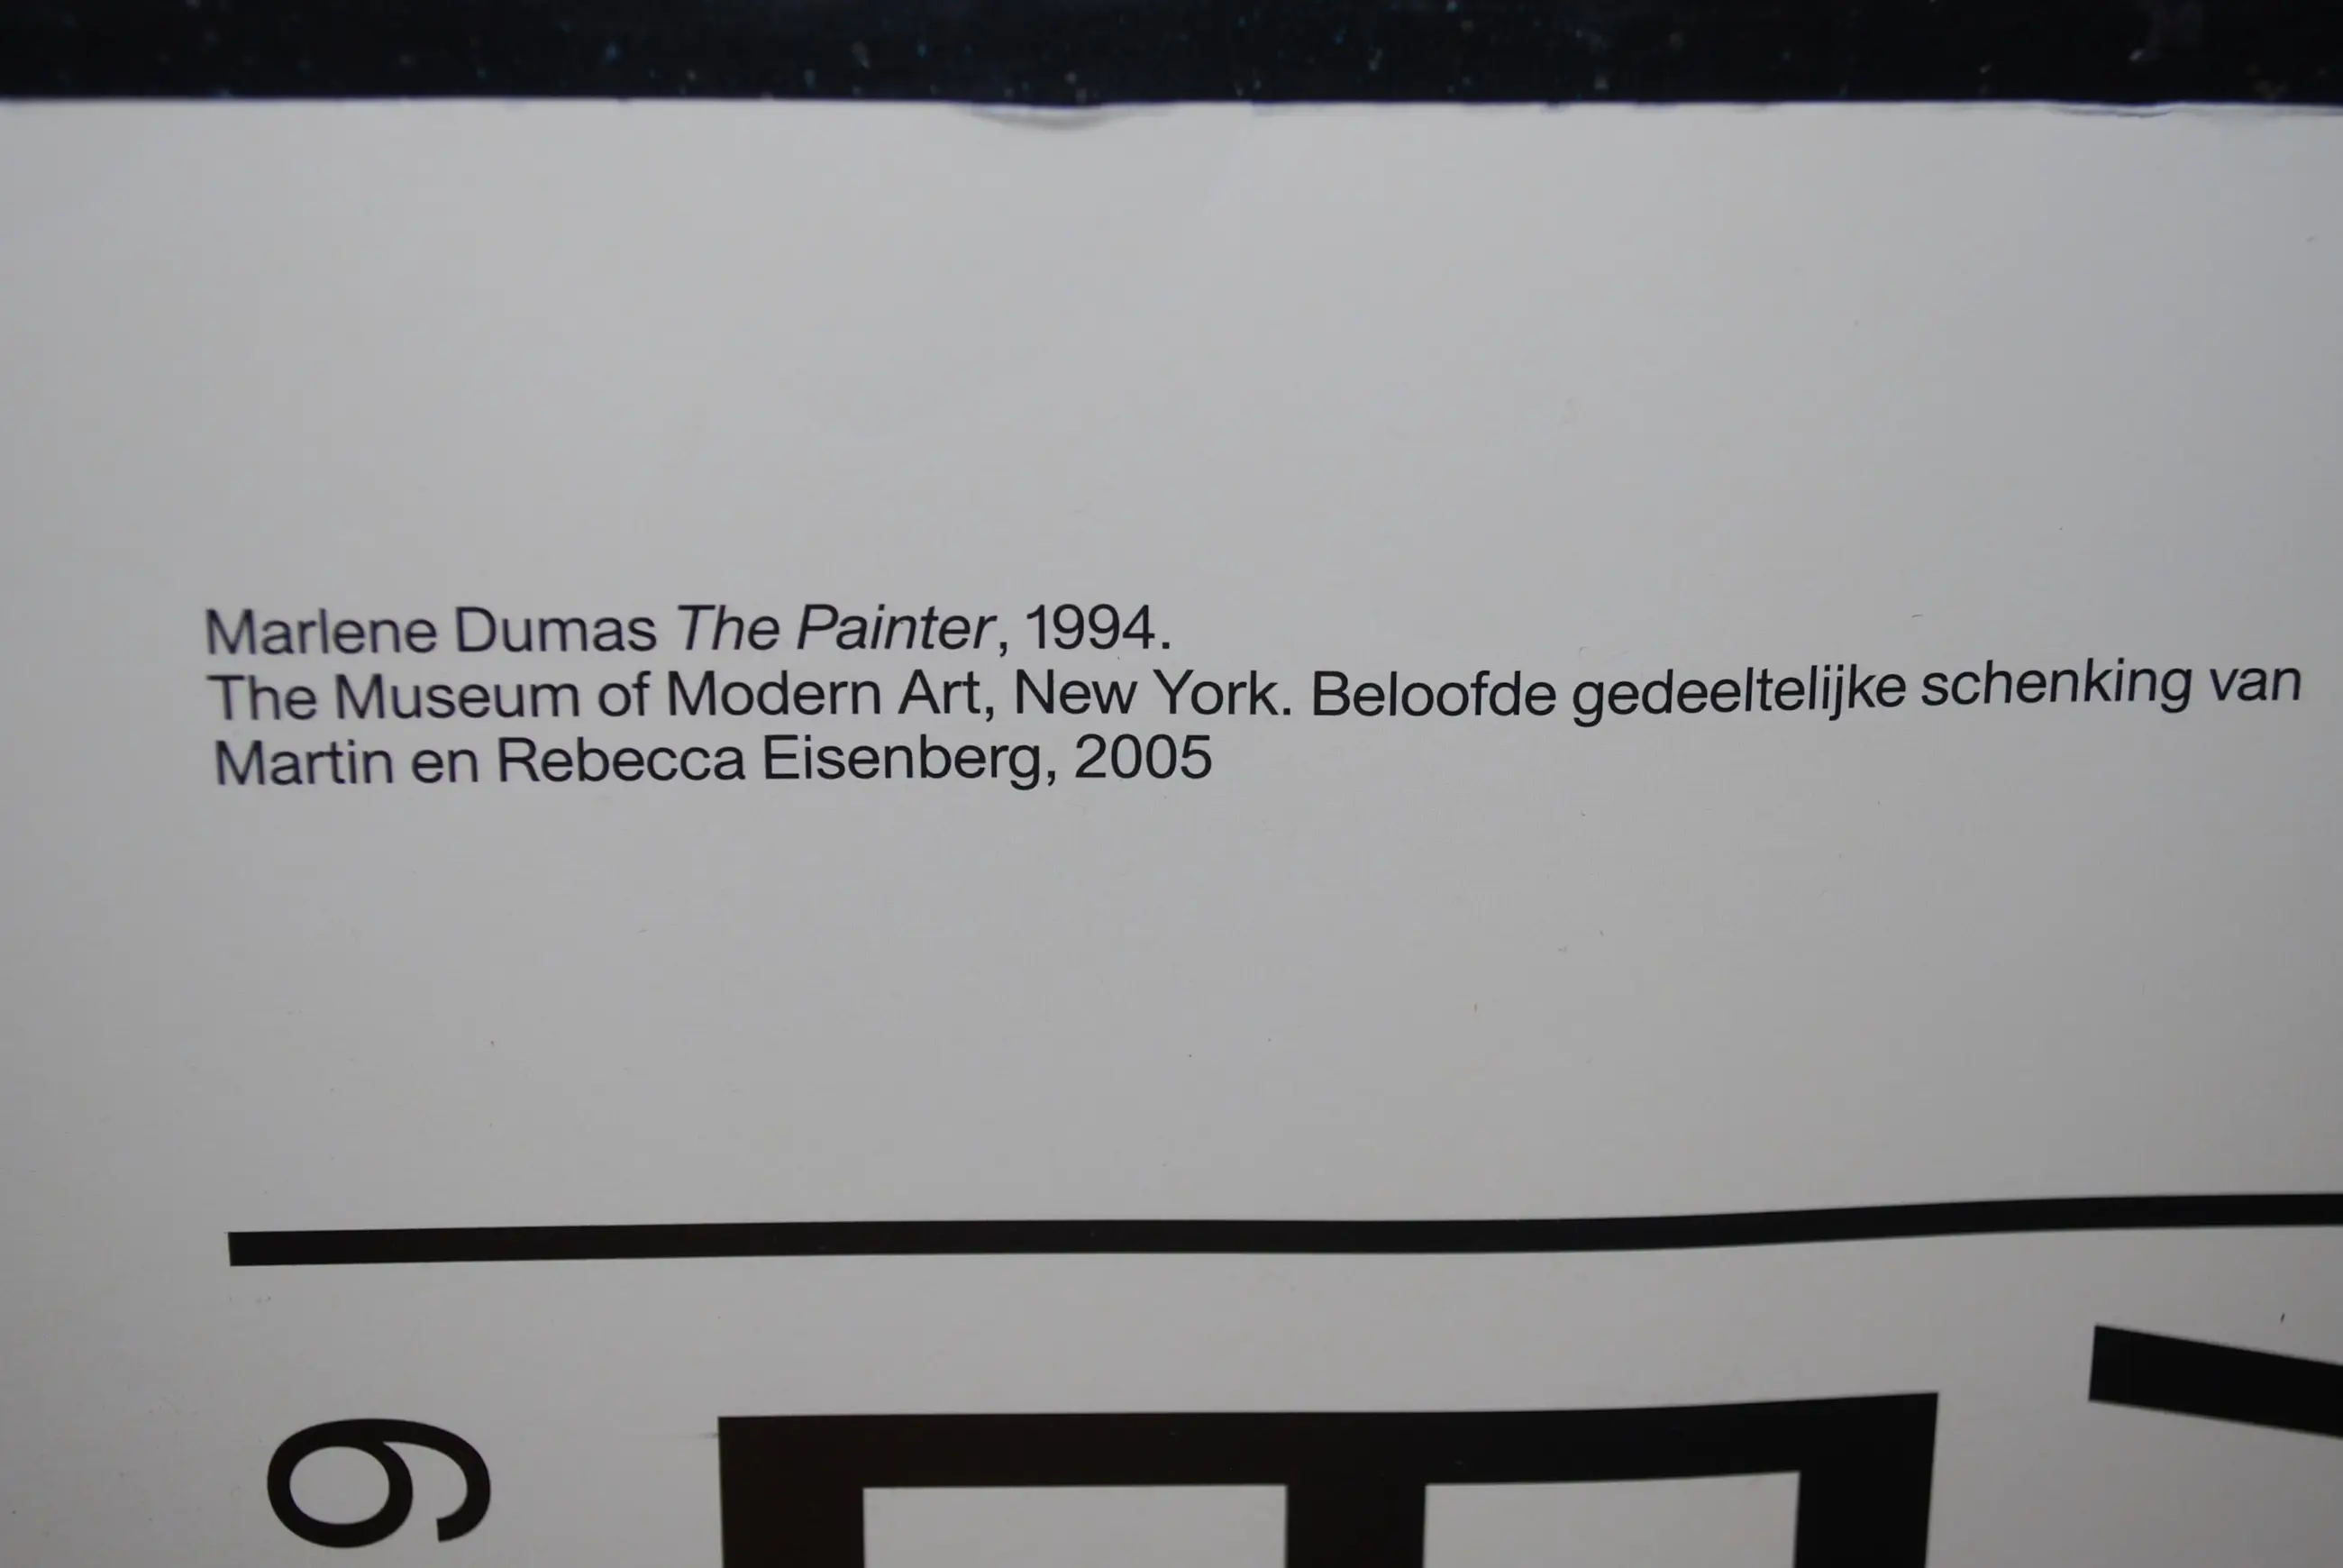 Marlene Dumas The Painter, 1994.
The Museum of Modern Art, New York. Beloofde gedeeltelijke schenking van
Martin en Rebecca Eisenberg, 2005